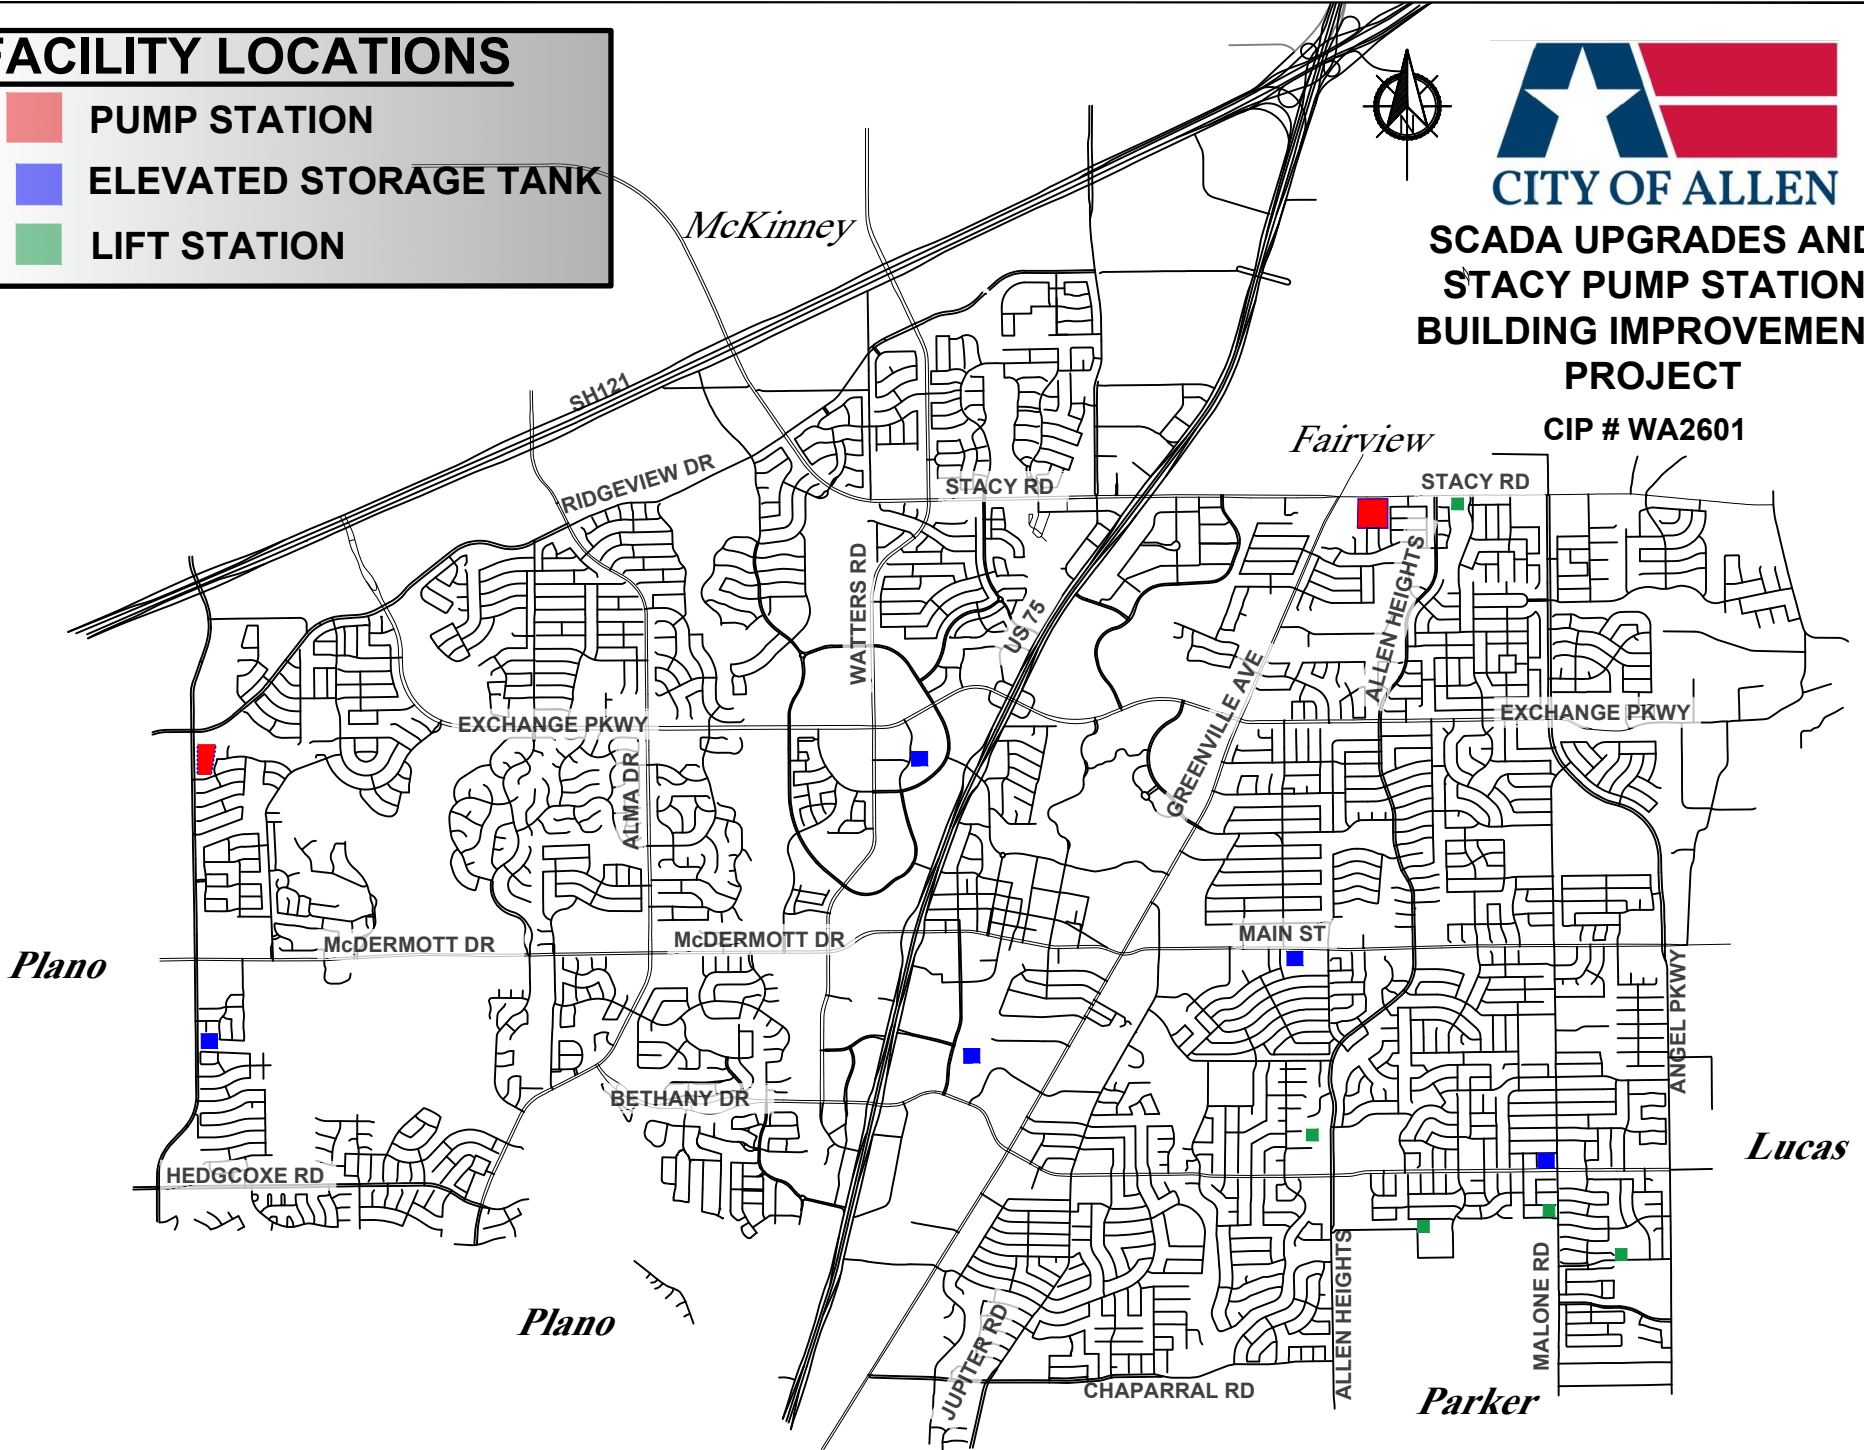 FACILITY LOCATIONS
PUMP STATION
ELEVATED STORAGE TANK
LIFT STATION
CITY OF ALLEN
SCADA UPGRADES AND
STACY PUMP STATION
BUILDING IMPROVEMEN
PROJECT
CIP # WA2601
McKinney
SH121
Fairview
RIDGEVIEW DR
STACY RD
STACY RD
WATTERS RD
US 75
ALLEN HEIGHTS
EXCHANGE PKWY
EXCHANGE PKWY
ALMA DR
GREENVILLE AVE
McDERMOTT DR
McDERMOTT DR
MAIN ST
Plano
ANGEL PKWY
BETHANY DR
Lucas
HEDGCOXE RD
Plano
JUPITER RD
CHAPARRAL RD
ALLEN HEIGHTS
MALONE RD
Parker